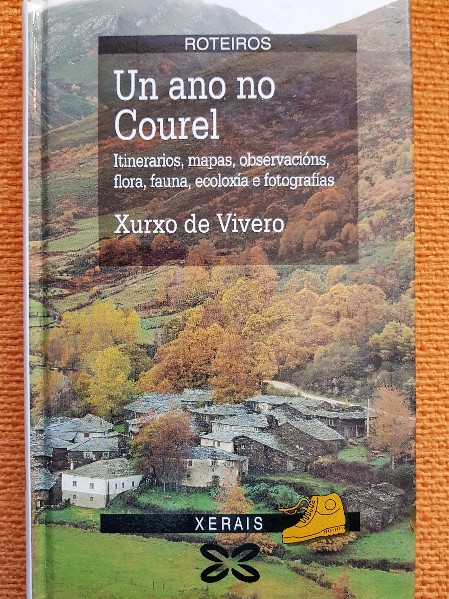 ROTEIROS
Un ano no
Courel
Itinerarios, mapas, observacións,
flora, fauna, ecoloxía e fotografías
Xurxo de Vivero
XERAIS